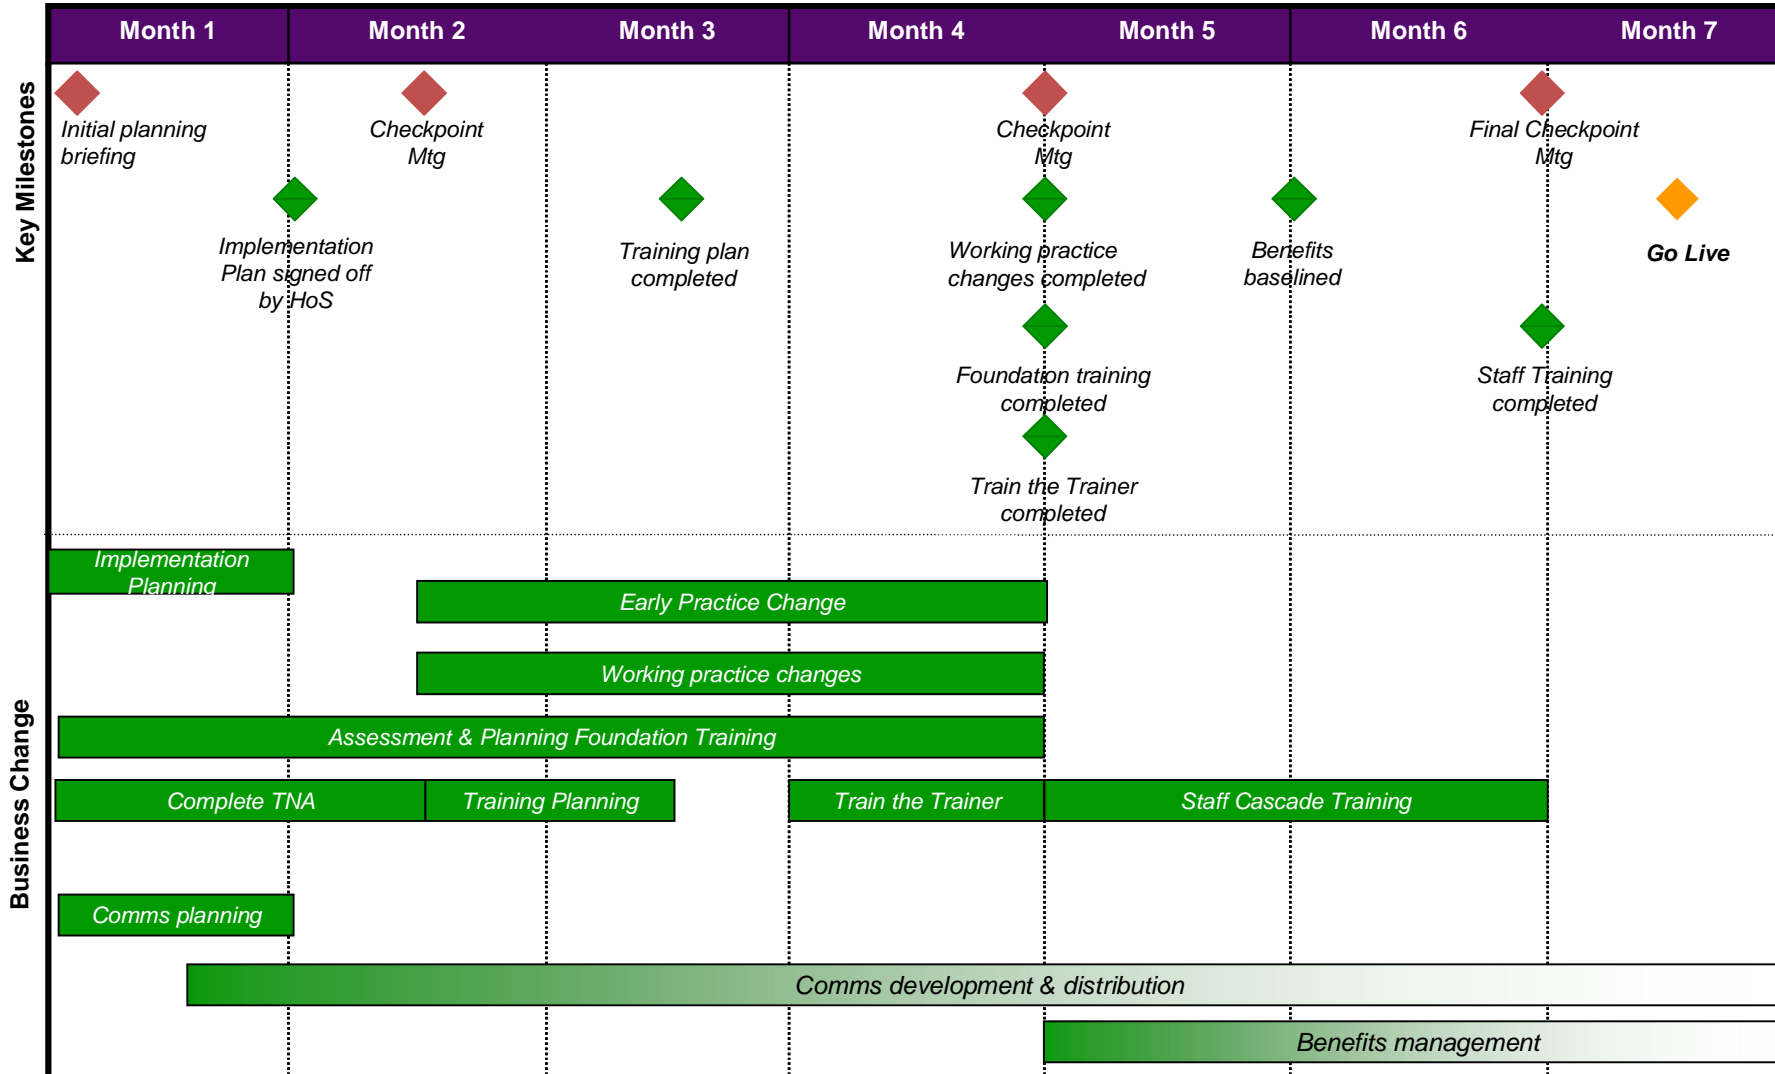 Month 1
Month 2
Month 3
Month 4
Month 5
Month 6
Month 7
Key Milestones
Initial planning
briefing
Checkpoint
Mtg
Checkpoint
Mtg
Final Checkpoint
Mtg
Implementation
Plan signed off
by HoS
Training plan
completed
Working practice
changes completed
Benefits
baselined
Go Live
Foundation training
completed
Staff Training
completed
Train the Trainer
completed
Business Change
Implementation
Planning
Early Practice Change
Working practice changes
Assessment & Planning Foundation Training
Complete TNA
Training Planning
Train the Trainer
Staff Cascade Training
Comms planning
Comms development & distribution
Benefits management